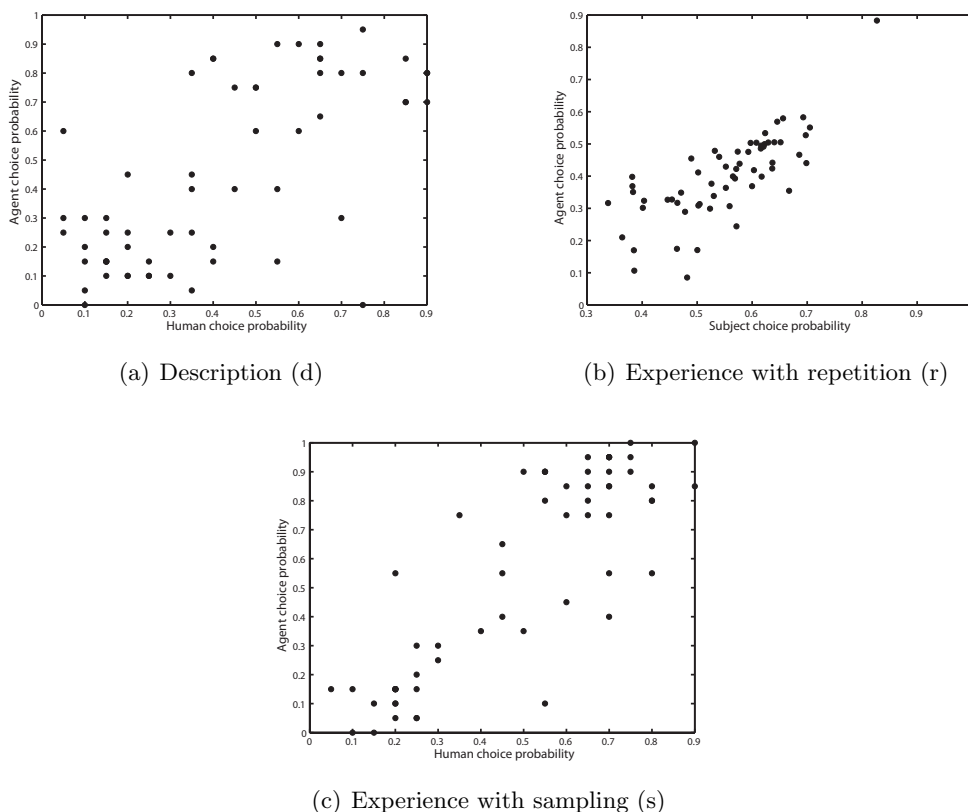 1
0.9
0.8
0.7
0.6
0.5
0.4
0.3
0.2
0.1
0
Agent choice probability
0 0.1 0.2 0.3 0.4 0.5 0.6 0.7 0.8 0.9
Human choice probability
(a) Description (d)
0.9
0.8
0.7
0.6
0.5
0.4
0.3
0.2
0.1
0
Agent choice probability
0.3 0.4 0.5 0.6 0.7 0.8 0.9 1
Subject choice probability
(b) Experience with repetition (r)
1
0.9
0.8
0.7
0.6
0.5
0.4
0.3
0.2
0.1
0
Agent choice probability
0 0.1 0.2 0.3 0.4 0.5 0.6 0.7 0.8 0.9
Human choice probability
(c) Experience with sampling (s)